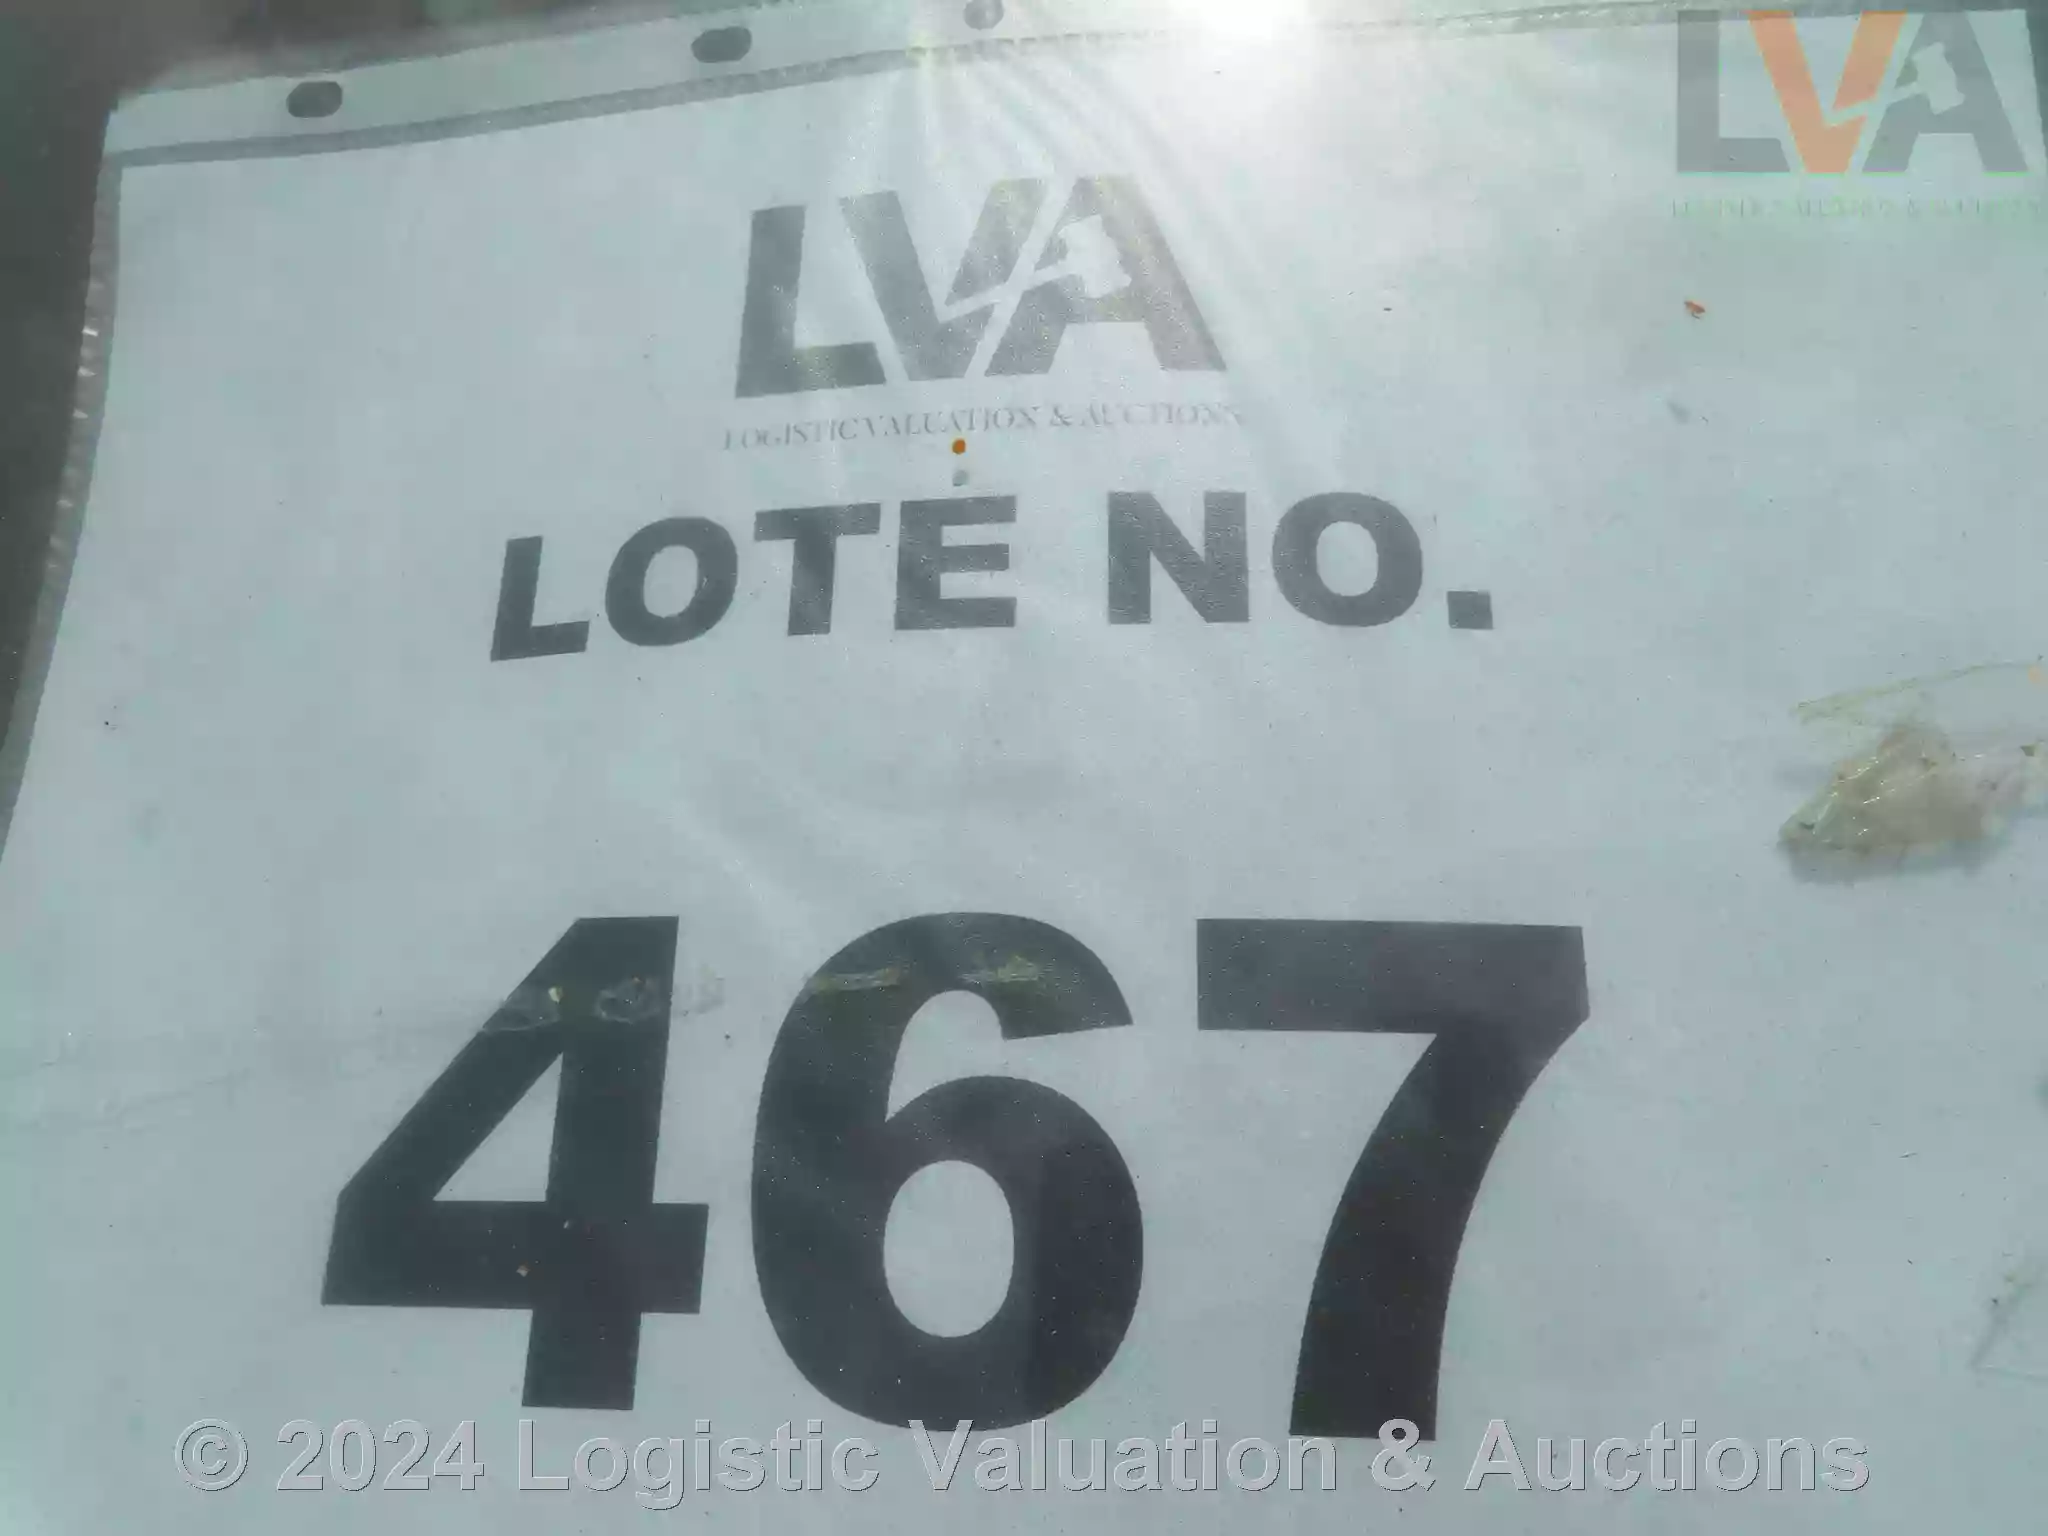 LVA
LVA
LOGISTIC VALUATION & AUCTIONS
LOTE NO.
467
© 2024 Logistic Valuation & Auctions